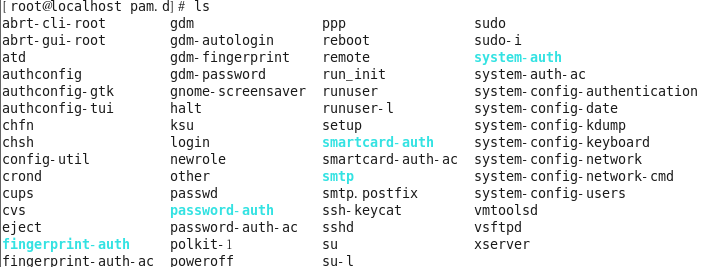 [root@localhost pam.d]# ls
abrt-cli-root gdm ppp sudo
abrt-gui-root gdm-autologin reboot sudo-i
atd gdm-fingerprint remote system-auth
authconfig gdm-password run_init system-auth-ac
authconfig-gtk gnome-screensaver runuser system-config-authentication
authconfig-tui halt runuser-l system-config-date
chfn ksu setup system-config-kdump
chsh login smartcard-auth system-config-keyboard
config-util newrole smartcard-auth-ac system-config-network
crond other smtp system-config-network-cmd
cups passwd smtp.postfix system-config-users
cvs password-auth ssh-keycat vmtoolsd
eject password-auth-ac sshd vsftpd
fingerprint-auth polkit-1 su xserver
fingerprint-auth-ac poweroff su-l